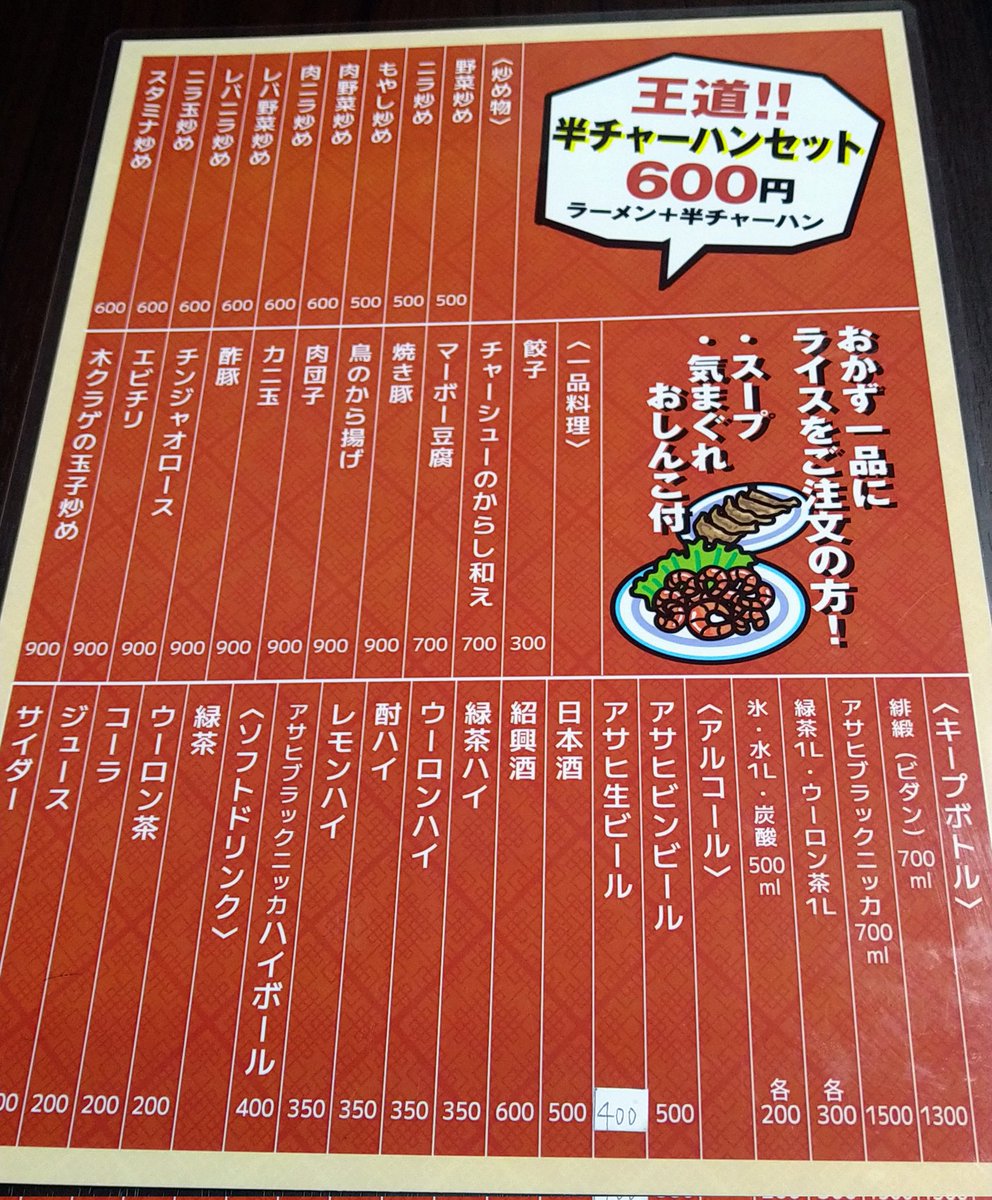 王道!!
半チャーハンセット
600円
ラーメン+半チャーハン
〈炒め物〉
野菜炒め 500
ニラ炒め 500
もやし炒め 500
肉野菜炒め 600
肉ニラ炒め 600
レバ野菜炒め 600
レバニラ炒め 600
ニラ玉炒め 600
スタミナ炒め 600
おかず一品に
ライスをご注文の方!
・スープ
・気まぐれ
おしんこ付
〈一品料理〉
餃子 300
チャーシューのからし和え 700
マーボー豆腐 700
焼き豚 900
鳥のから揚げ 900
肉団子 900
カニ玉 900
酢豚 900
チンジャオロース 900
エビチリ 900
木クラゲの玉子炒め 900
〈キープボトル〉
緋緞(ビダン)700ml 1300
アサヒブラックニッカ700ml 1500
緑茶1L・ウーロン茶1L 各300
氷・水1L・炭酸500ml 各200
〈アルコール〉
アサヒビンビール 500
アサヒ生ビール 400
日本酒 500
紹興酒 600
緑茶ハイ 350
ウーロンハイ 350
酎ハイ 350
レモンハイ 350
アサヒブラックニッカハイボール 400
〈ソフトドリンク〉
緑茶 200
ウーロン茶 200
コーラ 200
ジュース
サイダー